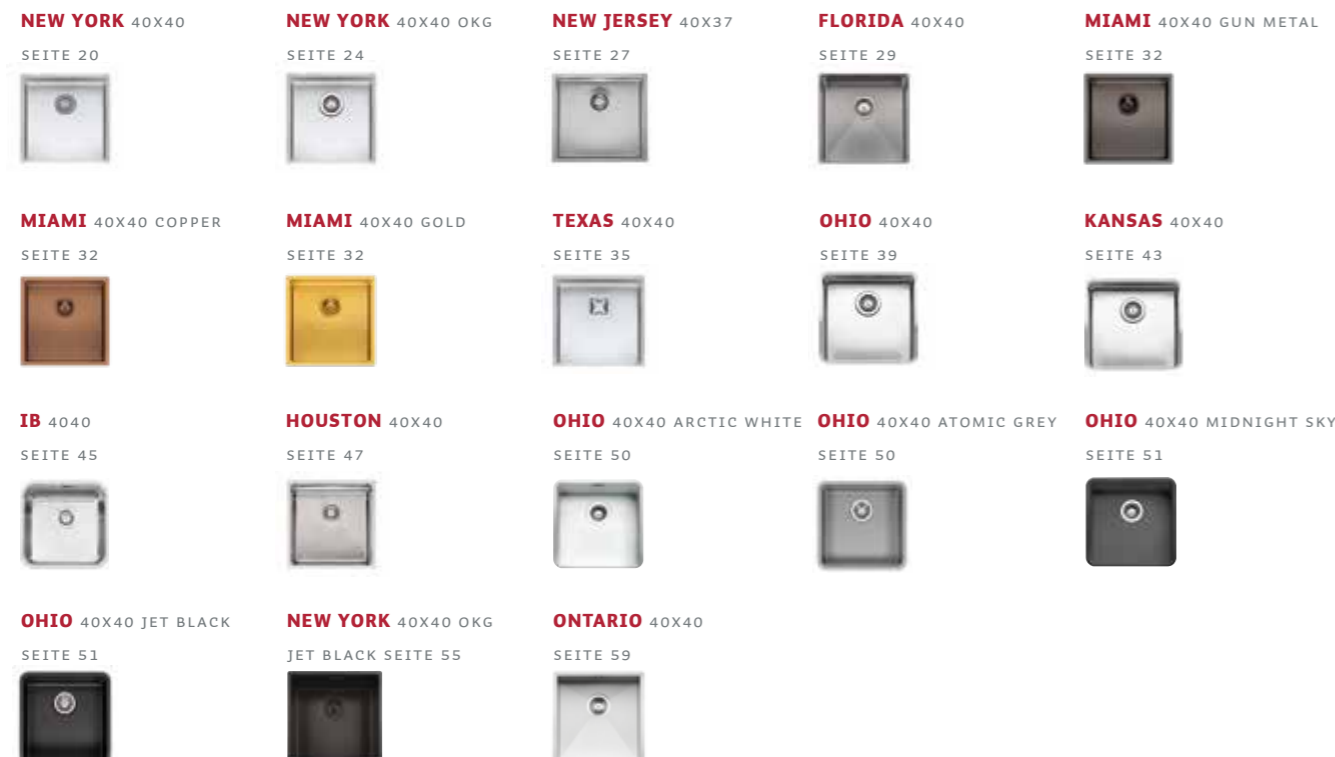 NEW YORK 40X40
SEITE 20
NEW YORK 40X40 OKG
SEITE 24
NEW JERSEY 40X37
SEITE 27
FLORIDA 40X40
SEITE 29
MIAMI 40X40 GUN METAL
SEITE 32
MIAMI 40X40 COPPER
SEITE 32
MIAMI 40X40 GOLD
SEITE 32
TEXAS 40X40
SEITE 35
OHIO 40X40
SEITE 39
KANSAS 40X40
SEITE 43
IB 4040
SEITE 45
HOUSTON 40X40
SEITE 47
OHIO 40X40 ARCTIC WHITE
SEITE 50
OHIO 40X40 ATOMIC GREY
SEITE 50
OHIO 40X40 MIDNIGHT SKY
SEITE 51
OHIO 40X40 JET BLACK
SEITE 51
NEW YORK 40X40 OKG
JET BLACK SEITE 55
ONTARIO 40X40
SEITE 59